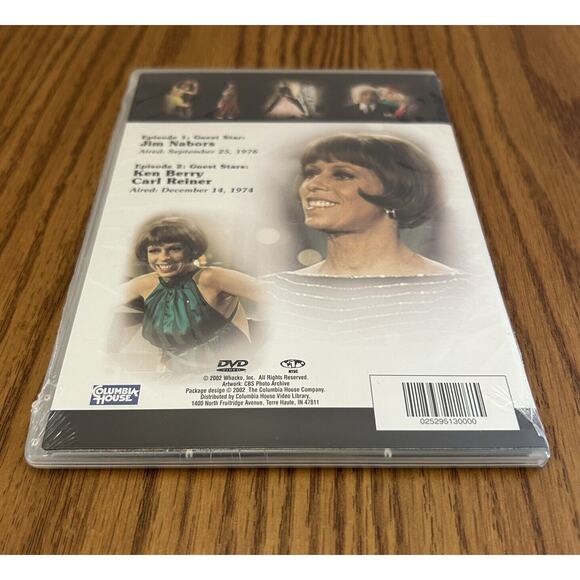 Episode 1: Guest Star:
Jim Nabors
Aired: September 25, 1976
Episode 2: Guest Stars:
Ken Berry
Carl Reiner
Aired: December 14, 1974
DVD
VIDEO
NTSC
© 2002 Whacko, Inc. All Rights Reserved.
Artwork: CBS Photo Archive
Package design © 2002 The Columbia House Company.
Distributed by Columbia House Video Library,
1400 North Fruitridge Avenue, Terre Haute, IN 47811
COLUMBIA
HOUSE
025295130000